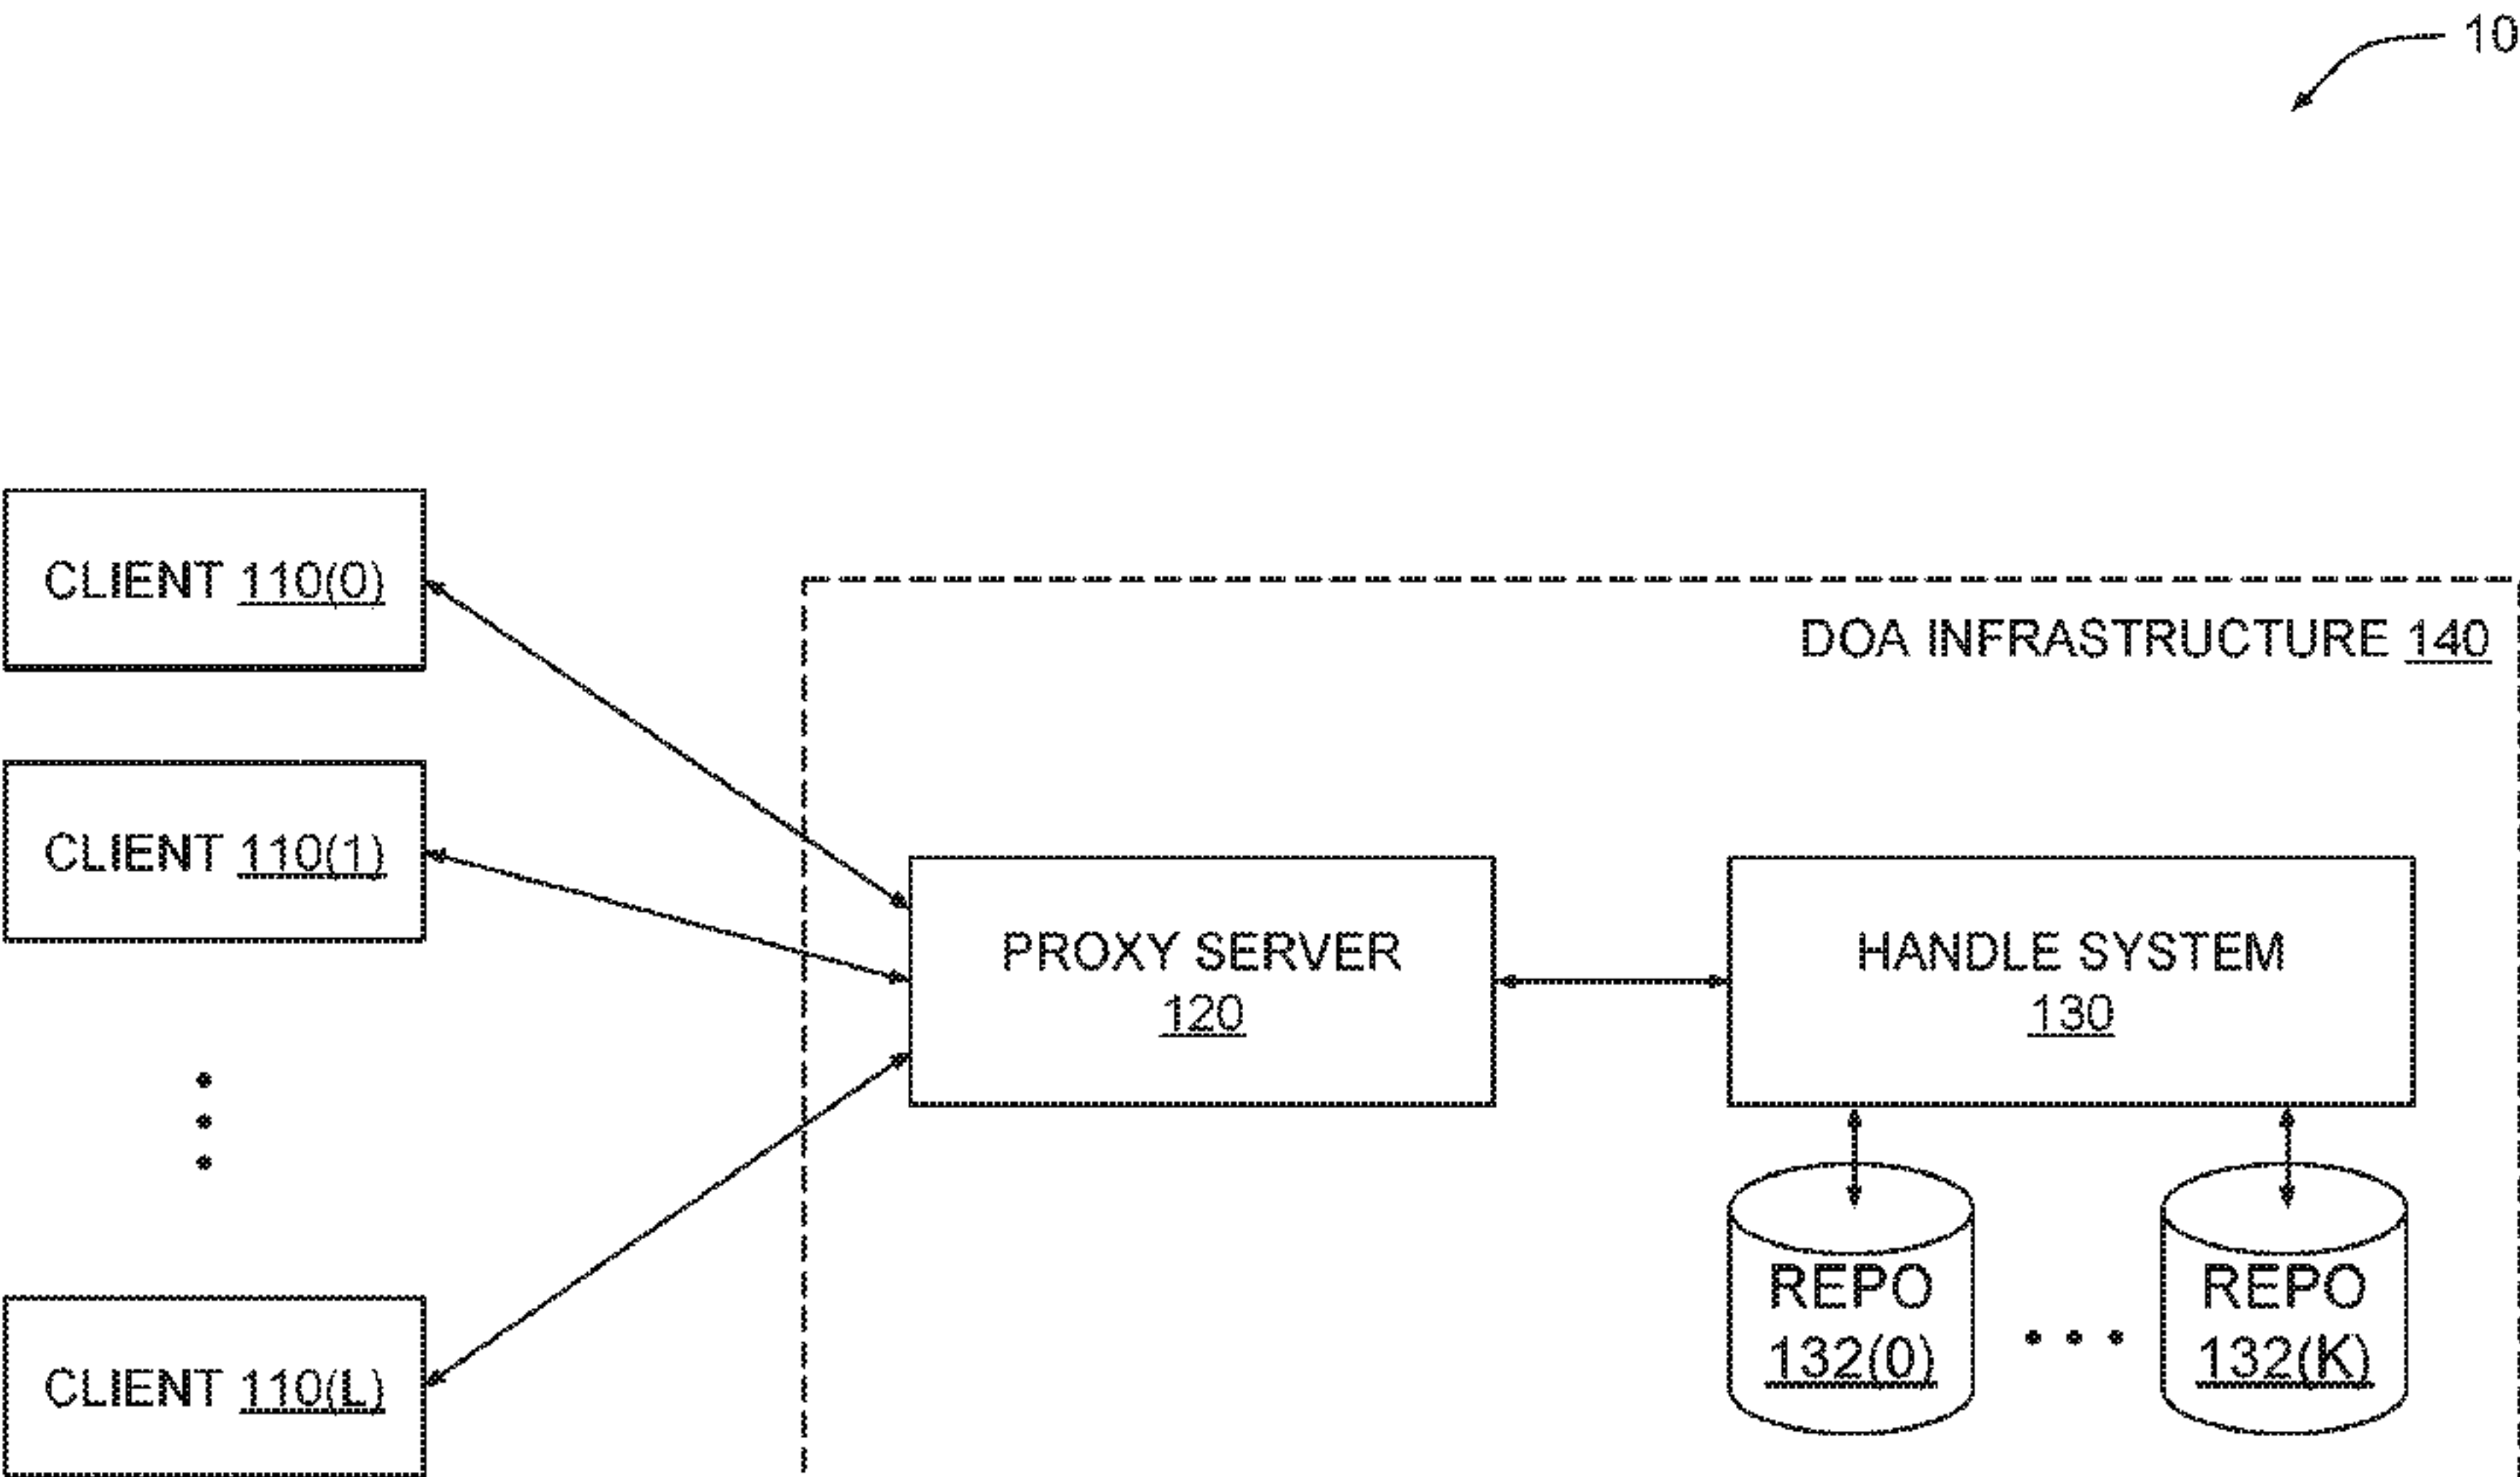 10
CLIENT 110(0)
DOA INFRASTRUCTURE 140
CLIENT 110(1)
PROXY SERVER
120
HANDLE SYSTEM
130
REPO
132(0)
REPO
132(K)
CLIENT 110(L)